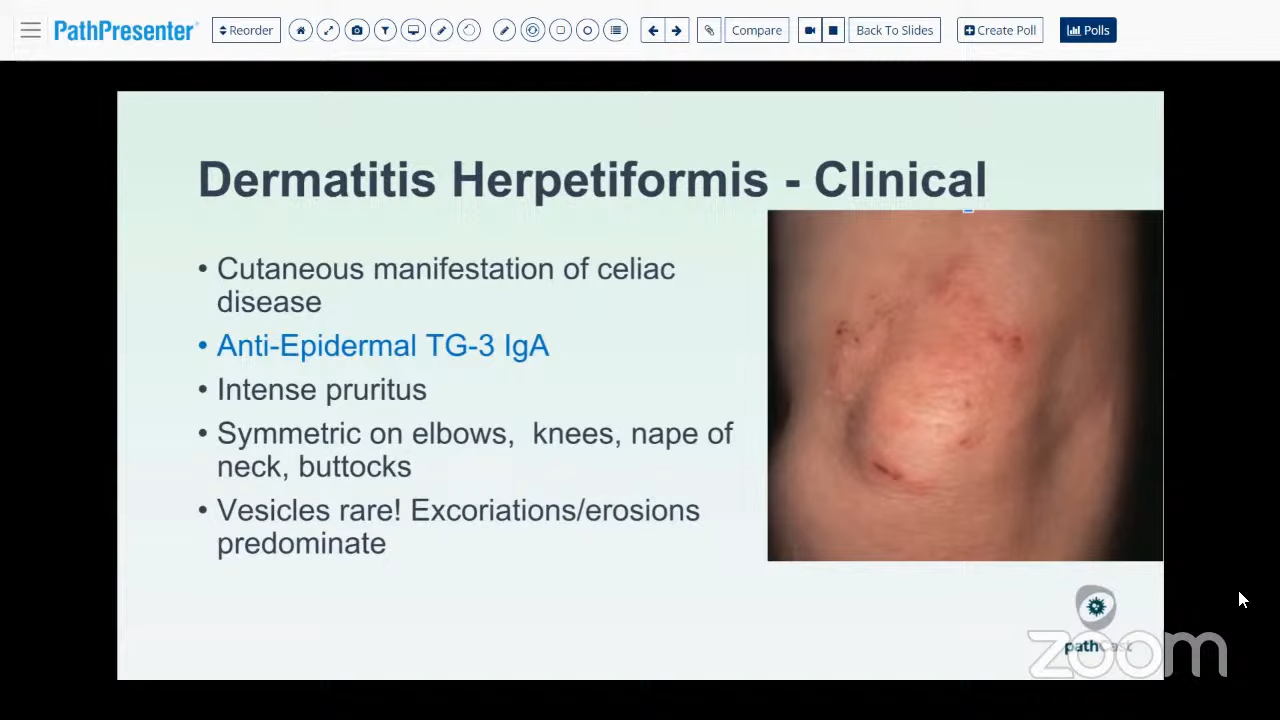 PathPresenter
Reorder
Compare
Back To Slides
Create Poll
Polls
Dermatitis Herpetiformis - Clinical
• Cutaneous manifestation of celiac
disease
• Anti-Epidermal TG-3 IgA
• Intense pruritus
• Symmetric on elbows, knees, nape of
neck, buttocks
• Vesicles rare! Excoriations/erosions
predominate
pathCast
zoom